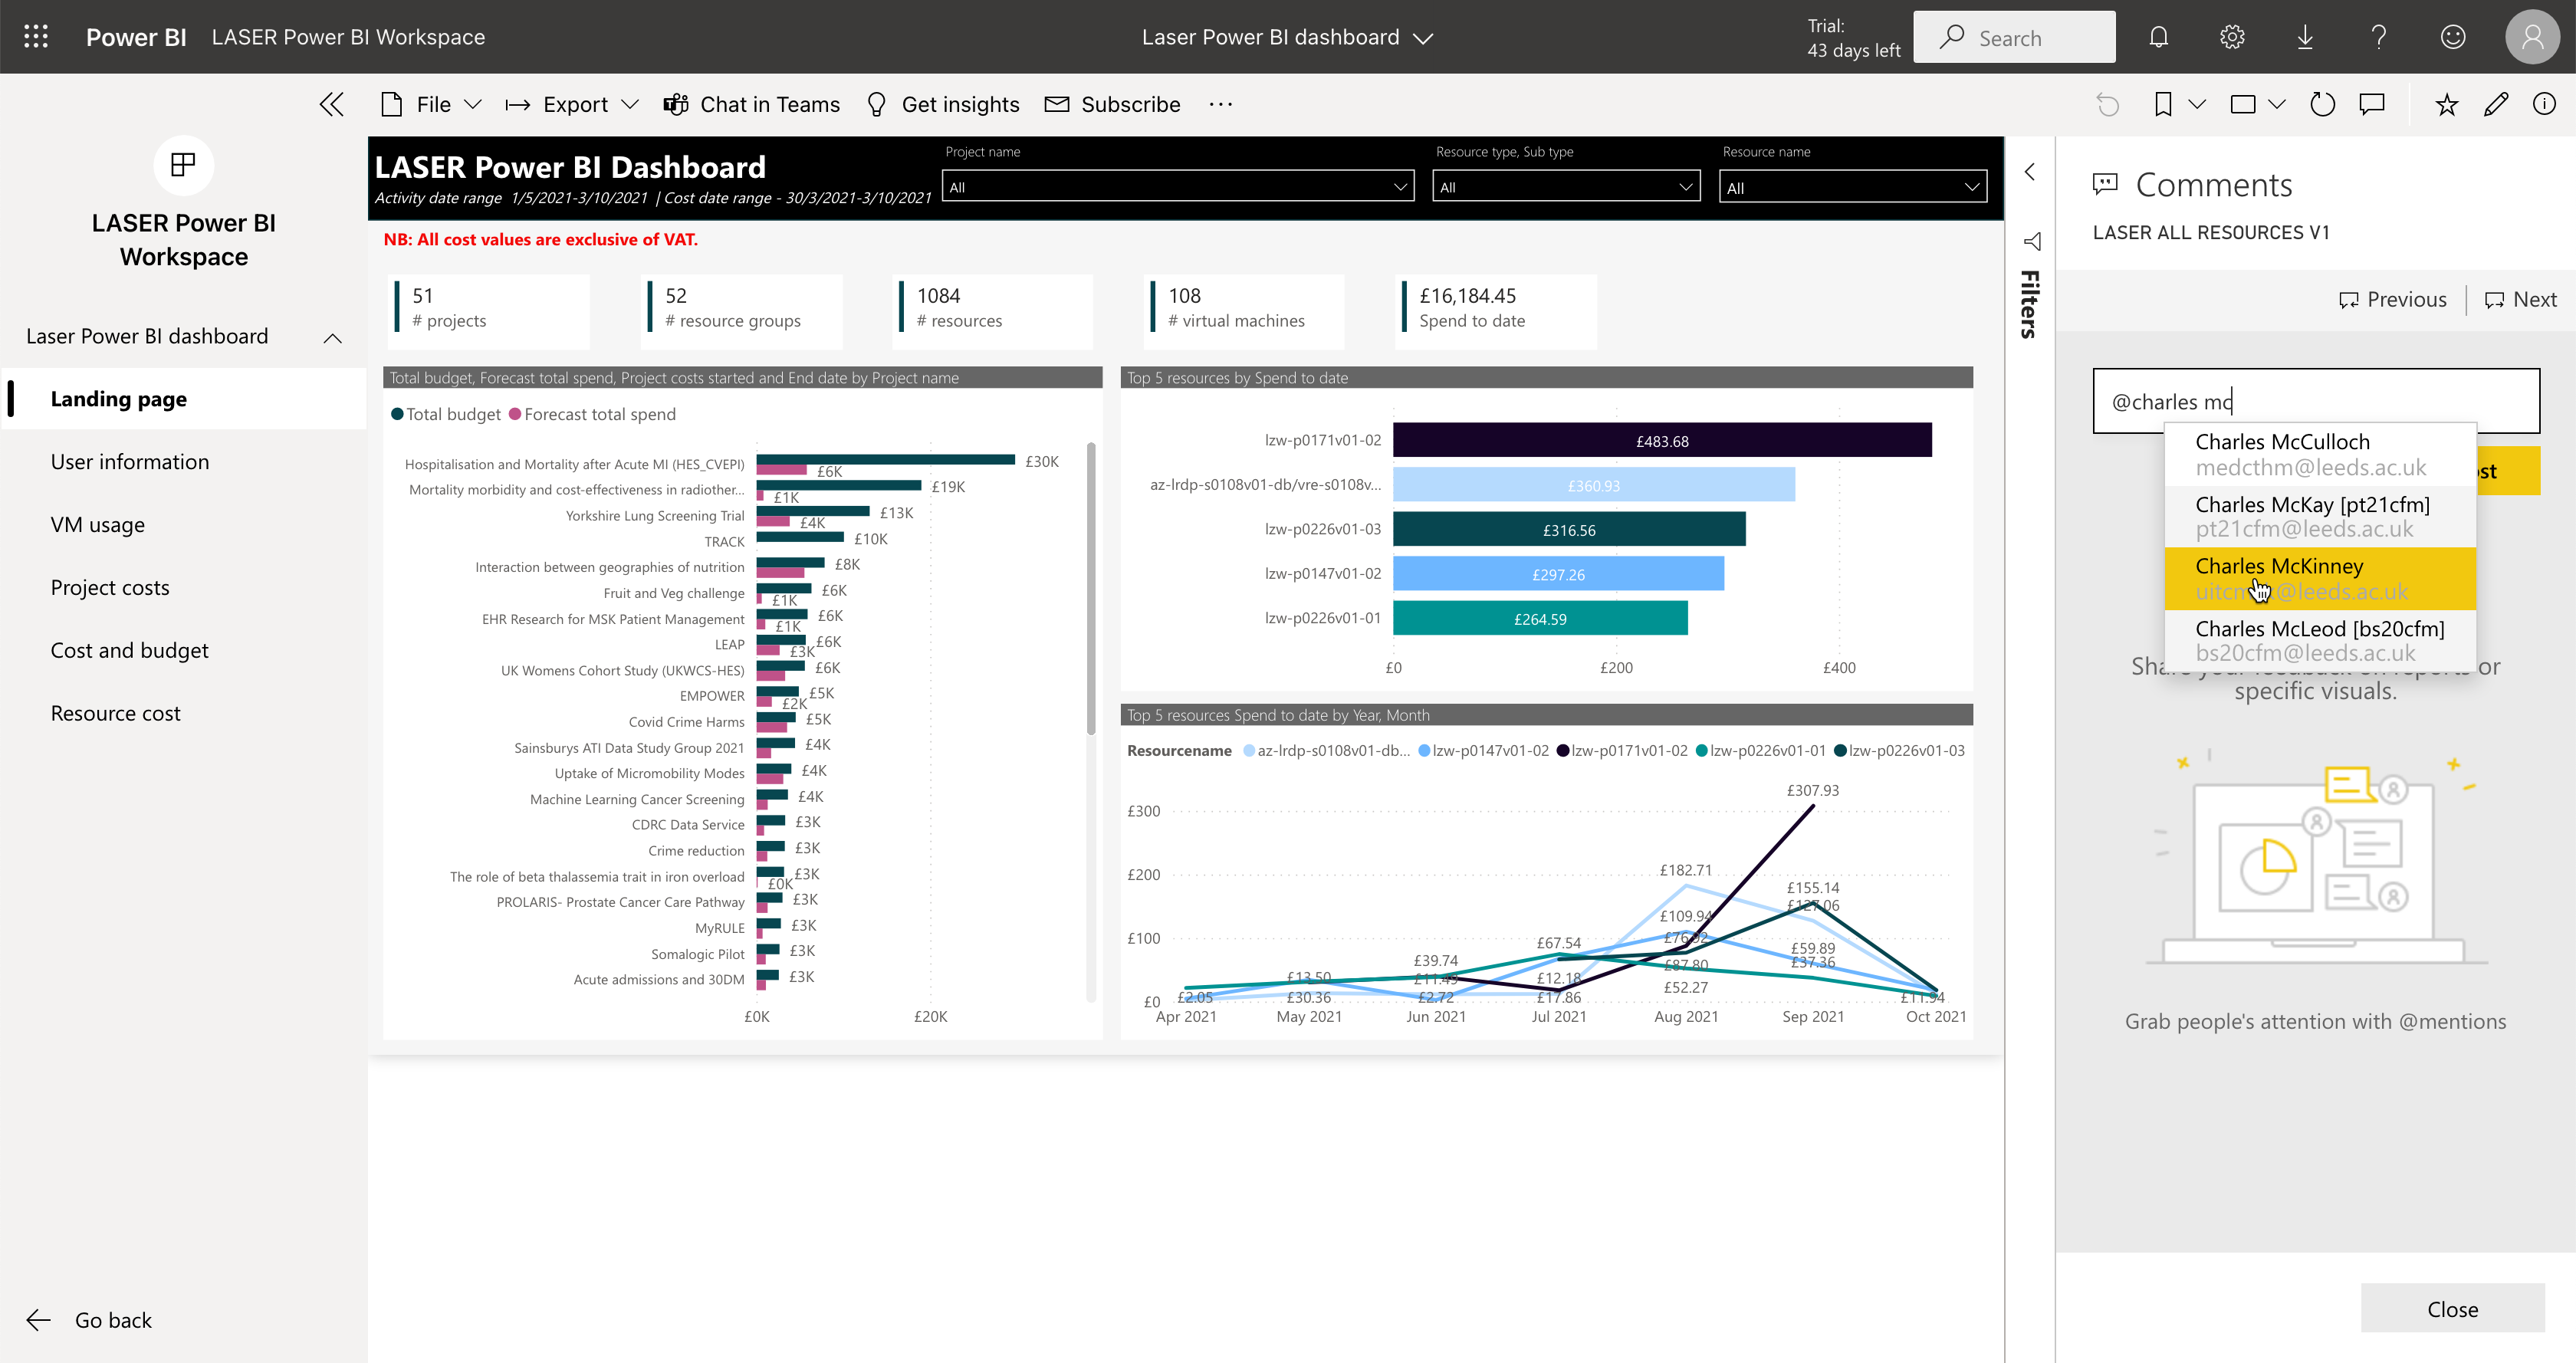 Power BI LASER Power BI Workspace
Laser Power BI dashboard
Trial:
43 days left
Search
File
Export
Chat in Teams
Get insights
Subscribe
LASER Power BI
Workspace
Laser Power BI dashboard
Landing page
User information
VM usage
Project costs
Cost and budget
Resource cost
Go back
LASER Power BI Dashboard
Activity date range 1/5/2021-3/10/2021 | Cost date range - 30/3/2021-3/10/2021
Project name
All
Resource type, Sub type
All
Resource name
All
NB: All cost values are exclusive of VAT.
51
# projects
52
# resource groups
1084
# resources
108
# virtual machines
£16,184.45
Spend to date
Total budget, Forecast total spend, Project costs started and End date by Project name
Total budget Forecast total spend
Hospitalisation and Mortality after Acute MI (HES_CVEPI) £30K
£6K
Mortality morbidity and cost-effectiveness in radiother... £19K
£1K
Yorkshire Lung Screening Trial £13K
£4K
TRACK £10K
Interaction between geographies of nutrition £8K
Fruit and Veg challenge £6K
£1K
EHR Research for MSK Patient Management £6K
£1K
LEAP £6K
£3K
UK Womens Cohort Study (UKWCS-HES) £6K
EMPOWER £5K
£2K
Covid Crime Harms £5K
Sainsburys ATI Data Study Group 2021 £4K
Uptake of Micromobility Modes £4K
Machine Learning Cancer Screening £4K
CDRC Data Service £3K
Crime reduction £3K
The role of beta thalassemia trait in iron overload £3K
£0K
PROLARIS- Prostate Cancer Care Pathway £3K
MyRULE £3K
Somalogic Pilot £3K
Acute admissions and 30DM £3K
£0K £20K
Top 5 resources by Spend to date
lzw-p0171v01-02 £483.68
az-lrdp-s0108v01-db/vre-s0108v... £360.93
lzw-p0226v01-03 £316.56
lzw-p0147v01-02 £297.26
lzw-p0226v01-01 £264.59
£0 £200 £400
Top 5 resources Spend to date by Year, Month
Resourcename az-lrdp-s0108v01-db... lzw-p0147v01-02 lzw-p0171v01-02 lzw-p0226v01-01 lzw-p0226v01-03
£307.93
£300
£182.71
£200
£155.14
£127.06
£109.94
£76.92
£100
£67.54
£59.89
£39.74
£37.36
£87.80
£13.50 £11.49 £12.18
£52.27
£0 £2.05 £30.36 £2.72 £17.86 £11.94
Apr 2021 May 2021 Jun 2021 Jul 2021 Aug 2021 Sep 2021 Oct 2021
Filters
Comments
LASER ALL RESOURCES V1
Previous Next
@charles mc
Charles McCulloch
medcthm@leeds.ac.uk
Charles McKay [pt21cfm]
pt21cfm@leeds.ac.uk
Charles McKinney
Charles McLeod [bs20cfm]
bs20cfm@leeds.ac.uk
specific visuals.
Grab people's attention with @mentions
Close